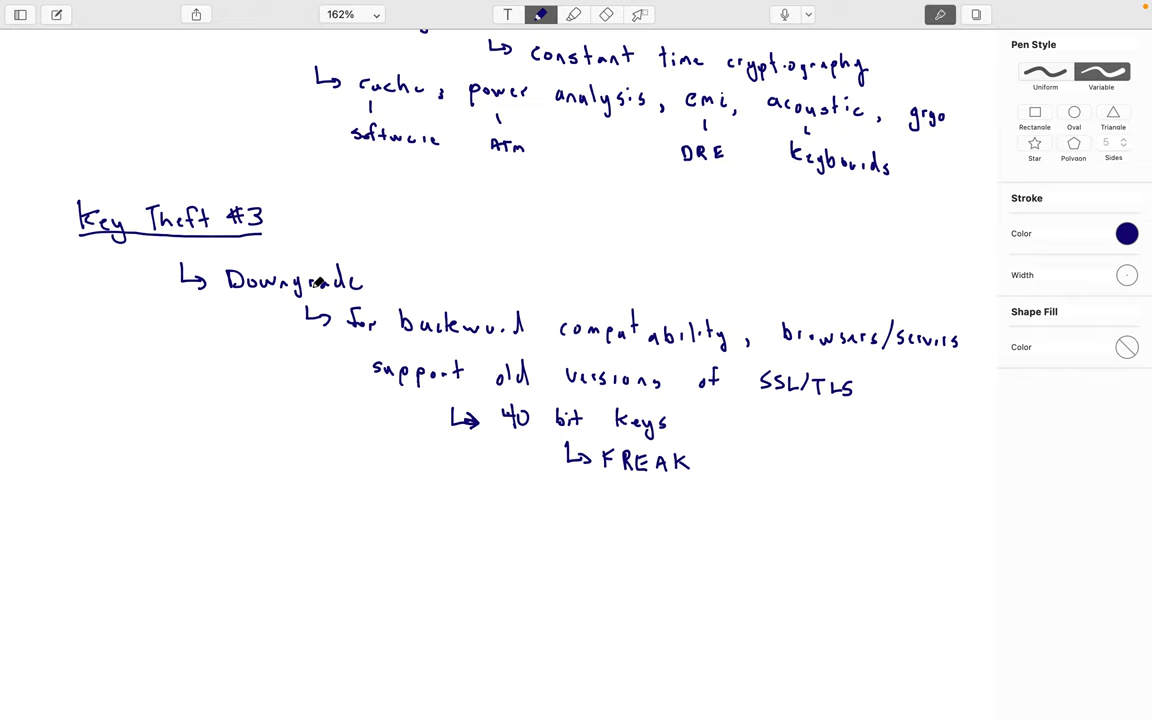 162%
T
↳ constant time cryptography
↳ cache, power analysis, emi, acoustic,
software ATM DRE keyboards
Key Theft #3
↳ Downgrade
↳ for backward compatability, browsers/servers
support old versions of SSL/TLS
↳ 40 bit keys
↳ FREAK
Pen Style
Uniform Variable
Rectangle Oval Triangle
Star Polygon 5 Sides
Stroke
Color
Width
Shape Fill
Color